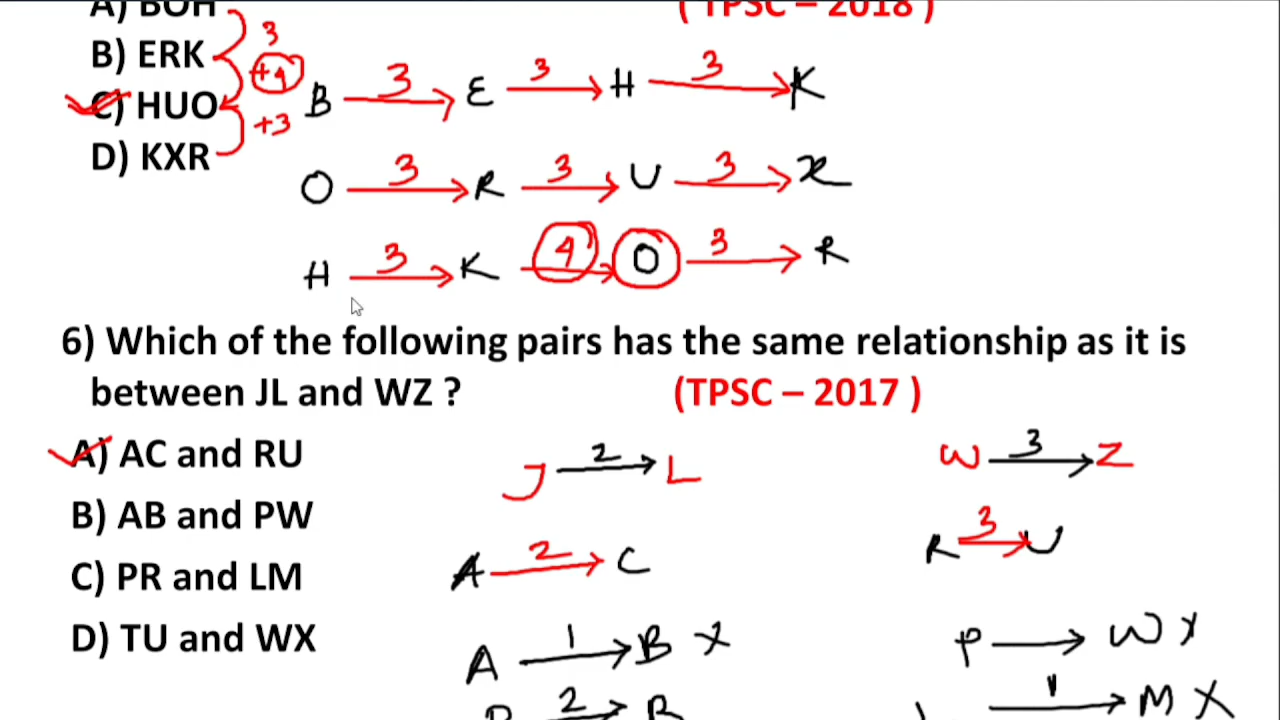 A) BOH (TPSC – 2018 )
B) ERK 3
C) HUO +4
D) KXR +3
B 3 E 3 H 3 K
O 3 R 3 U 3 X
H 3 K 4 O 3 R
6) Which of the following pairs has the same relationship as it is
between JL and WZ ? (TPSC – 2017 )
A) AC and RU
B) AB and PW
C) PR and LM
D) TU and WX
J 2 L W 3 Z
A 2 C R 3 U
A 1 B X P W X
2 R 1 M X